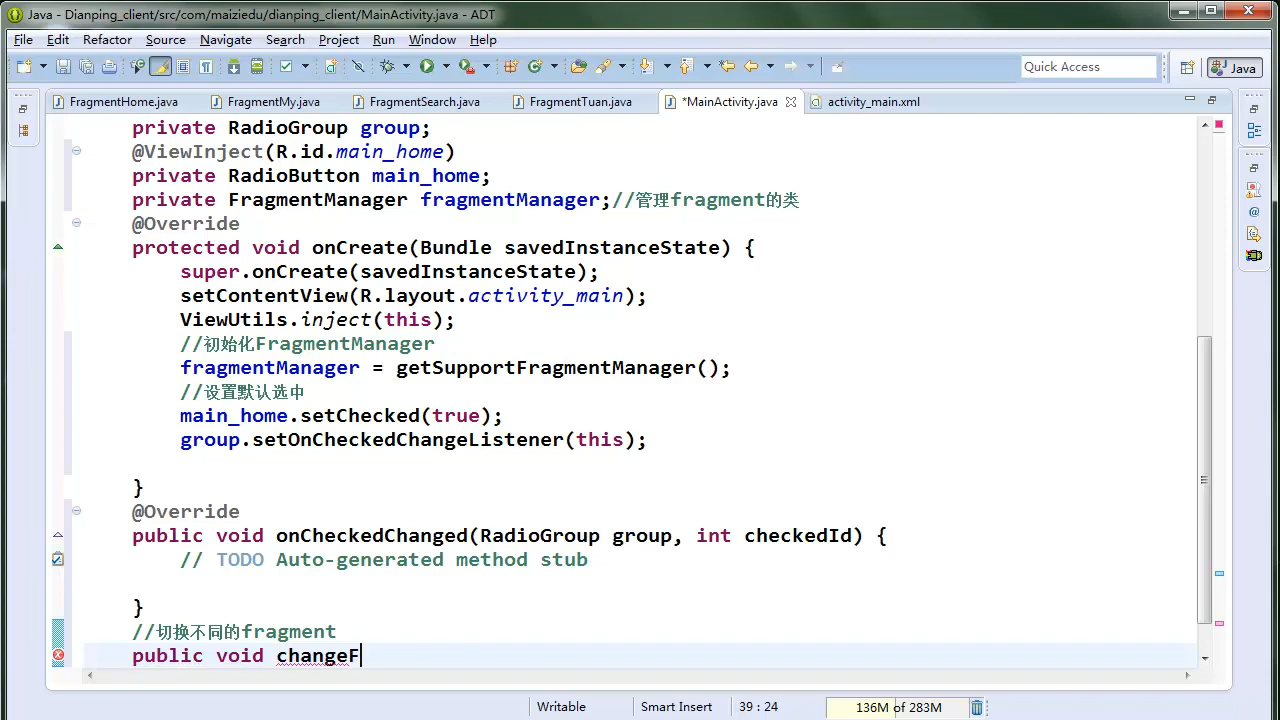 Java - Dianping_client/src/com/maiziedu/dianping_client/MainActivity.java - ADT
File Edit Refactor Source Navigate Search Project Run Window Help
Quick Access
Java
FragmentHome.java FragmentMy.java FragmentSearch.java FragmentTuan.java *MainActivity.java activity_main.xml
private RadioGroup group;
@ViewInject(R.id.main_home)
private RadioButton main_home;
private FragmentManager fragmentManager;//管理fragment的类
@Override
protected void onCreate(Bundle savedInstanceState) {
super.onCreate(savedInstanceState);
setContentView(R.layout.activity_main);
ViewUtils.inject(this);
//初始化FragmentManager
fragmentManager = getSupportFragmentManager();
//设置默认选中
main_home.setChecked(true);
group.setOnCheckedChangeListener(this);
}
@Override
public void onCheckedChanged(RadioGroup group, int checkedId) {
// TODO Auto-generated method stub
}
//切换不同的fragment
public void changeF
Writable Smart Insert 39 : 24 136M of 283M